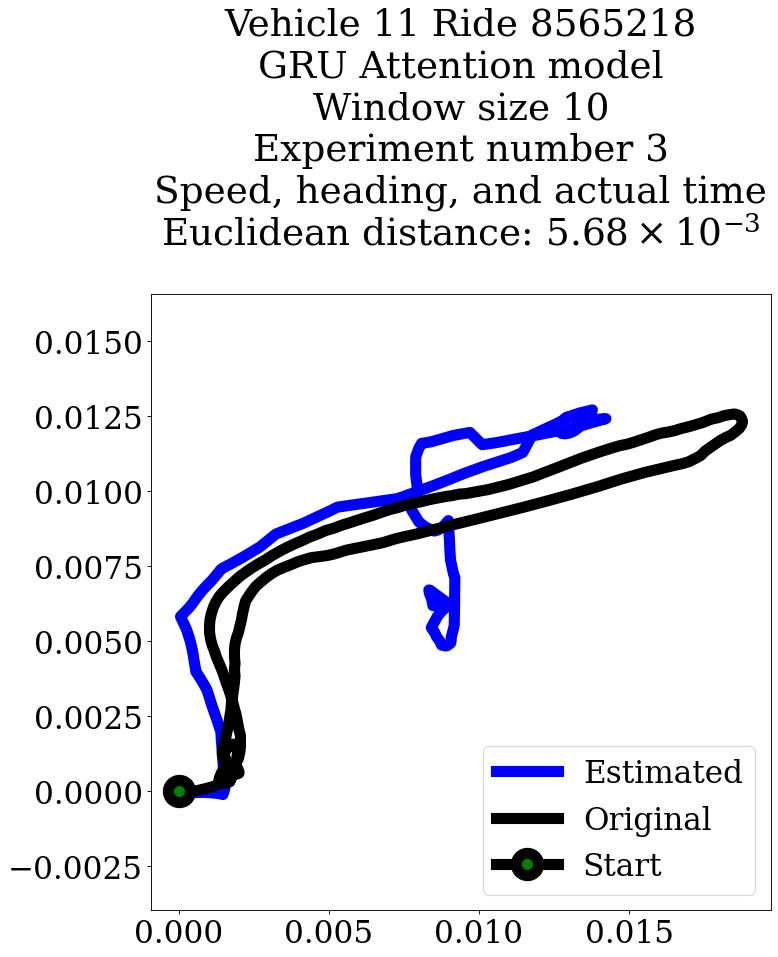 Vehicle 11 Ride 8565218
GRU Attention model
Window size 10
Experiment number 3
Speed, heading, and actual time
Euclidean distance: 5.68 × 10⁻³
0.0150
0.0125
0.0100
0.0075
0.0050
0.0025
0.0000
−0.0025
Estimated
Original
Start
0.000 0.005 0.010 0.015